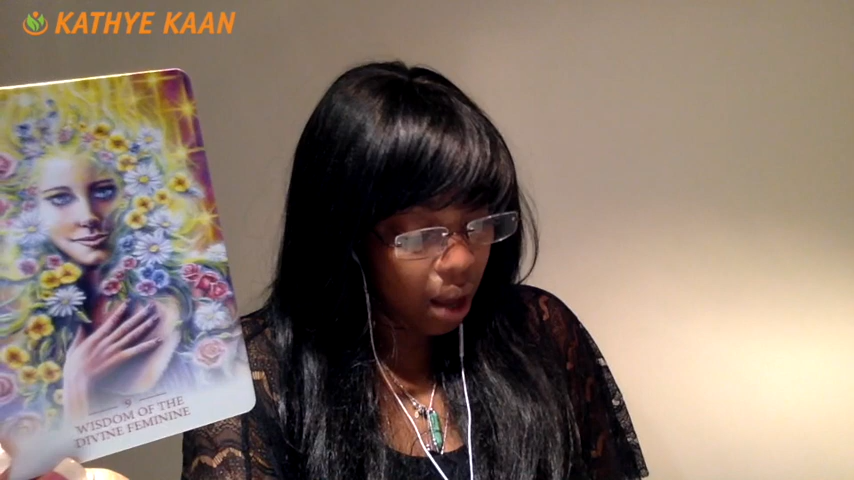 KATHYE KAAN
9
WISDOM OF THE
DIVINE FEMININE